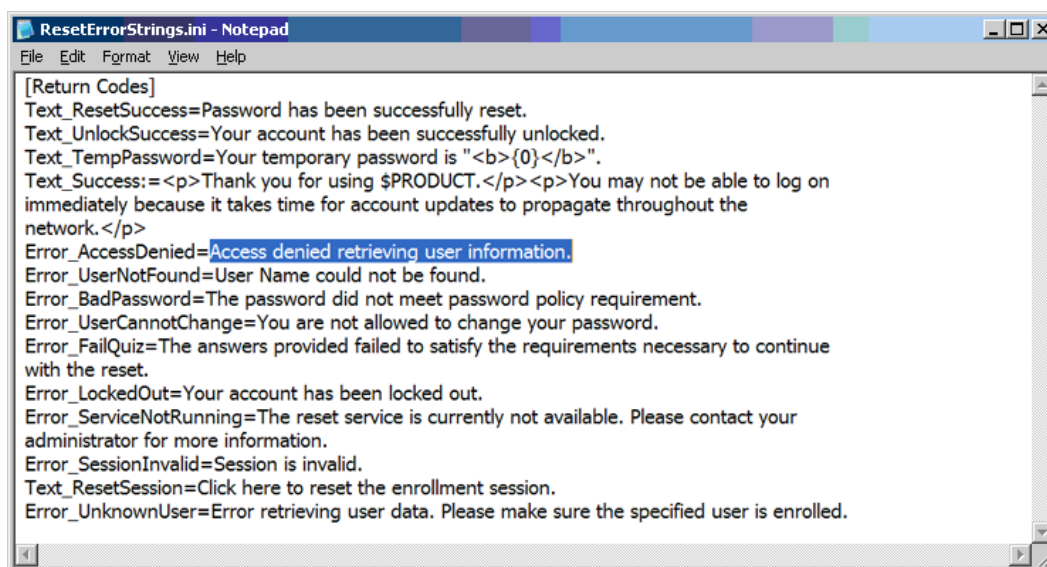 ResetErrorStrings.ini - Notepad
File Edit Format View Help
[Return Codes]
Text_ResetSuccess=Password has been successfully reset.
Text_UnlockSuccess=Your account has been successfully unlocked.
Text_TempPassword=Your temporary password is "<b>{0}</b>".
Text_Success:=<p>Thank you for using $PRODUCT.</p><p>You may not be able to log on
immediately because it takes time for account updates to propagate throughout the
network.</p>
Error_AccessDenied=Access denied retrieving user information.
Error_UserNotFound=User Name could not be found.
Error_BadPassword=The password did not meet password policy requirement.
Error_UserCannotChange=You are not allowed to change your password.
Error_FailQuiz=The answers provided failed to satisfy the requirements necessary to continue
with the reset.
Error_LockedOut=Your account has been locked out.
Error_ServiceNotRunning=The reset service is currently not available. Please contact your
administrator for more information.
Error_SessionInvalid=Session is invalid.
Text_ResetSession=Click here to reset the enrollment session.
Error_UnknownUser=Error retrieving user data. Please make sure the specified user is enrolled.